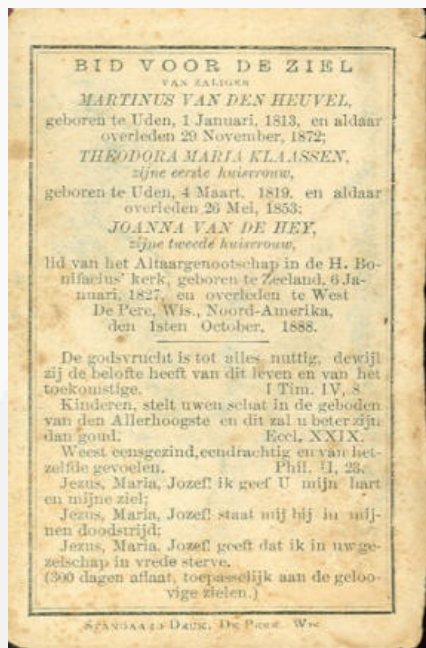 BID VOOR DE ZIEL
VAN ZALIGEN
MARTINUS VAN DEN HEUVEL,
geboren te Uden, 1 Januari, 1813, en aldaar
overleden 29 November, 1872;
THEODORA MARIA KLAASSEN,
zijne eerste huisvrouw,
geboren te Uden, 4 Maart, 1819, en aldaar
overleden 26 Mei, 1853;
JOANNA VAN DE HEY,
zijne tweede huisvrouw,
lid van het Altaargenootschap in de H. Bo-
nifacius' kerk, geboren te Zeeland, 6 Ja-
nuari, 1827, en overleden te West
De Pere, Wis., Noord-Amerika,
den 1sten October, 1888.
De godsvrucht is tot alles nuttig, dewijl
zij de belofte heeft van dit leven en van het
toekomstige. I Tim. IV, 8.
Kinderen, stelt uwen schat in de geboden
van den Allerhoogste en dit zal u beter zijn
dan goud. Eccl. XXIX.
Weest eensgezind, eendrachtig en van het-
zelfde gevoelen. Phil. II, 23.
Jezus, Maria, Jozef! ik geef U mijn hart
en mijne ziel;
Jezus, Maria, Jozef! staat mij bij in mij-
nen doodstrijd;
Jezus, Maria, Jozef! geeft dat ik in uw ge-
zelschap in vrede sterve.
(300 dagen aflaat, toepasselijk aan de geloo-
vige zielen.)
STANDAARD DRUK, DE PERE, WIS